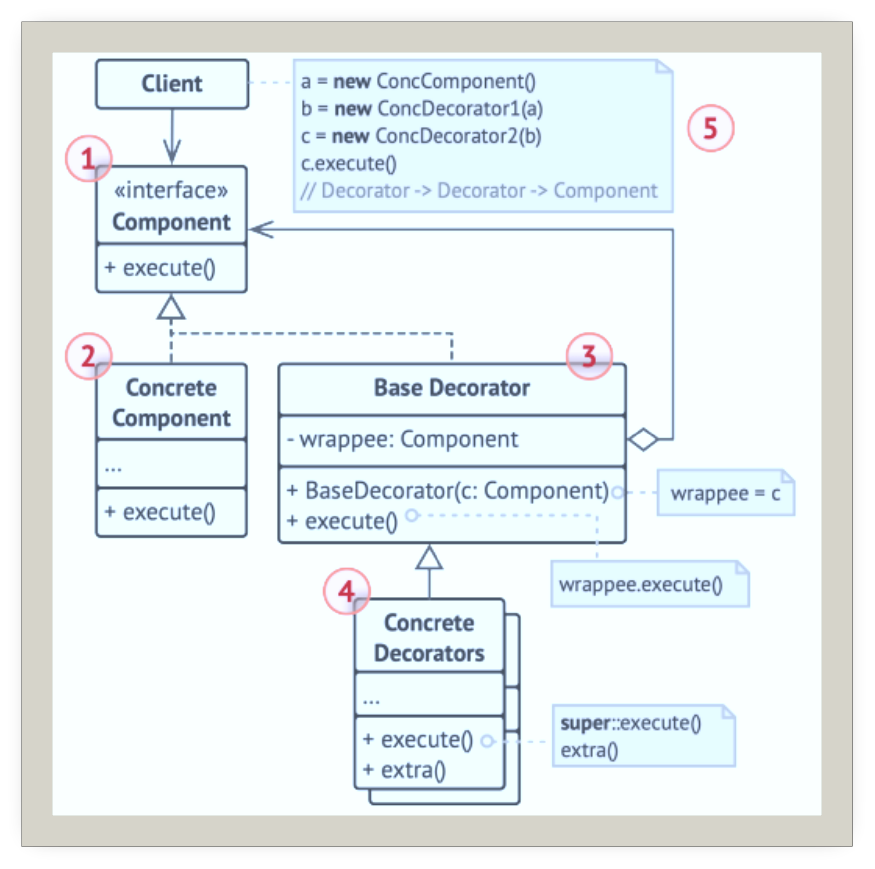 Client
a = new ConcComponent()
b = new ConcDecorator1(a)
c = new ConcDecorator2(b)
c.execute()
// Decorator -> Decorator -> Component
5
1
«interface»
Component
+ execute()
2
Concrete
Component
...
+ execute()
3
Base Decorator
- wrappee: Component
+ BaseDecorator(c: Component)
+ execute()
wrappee = c
wrappee.execute()
4
Concrete
Decorators
...
+ execute()
+ extra()
super::execute()
extra()